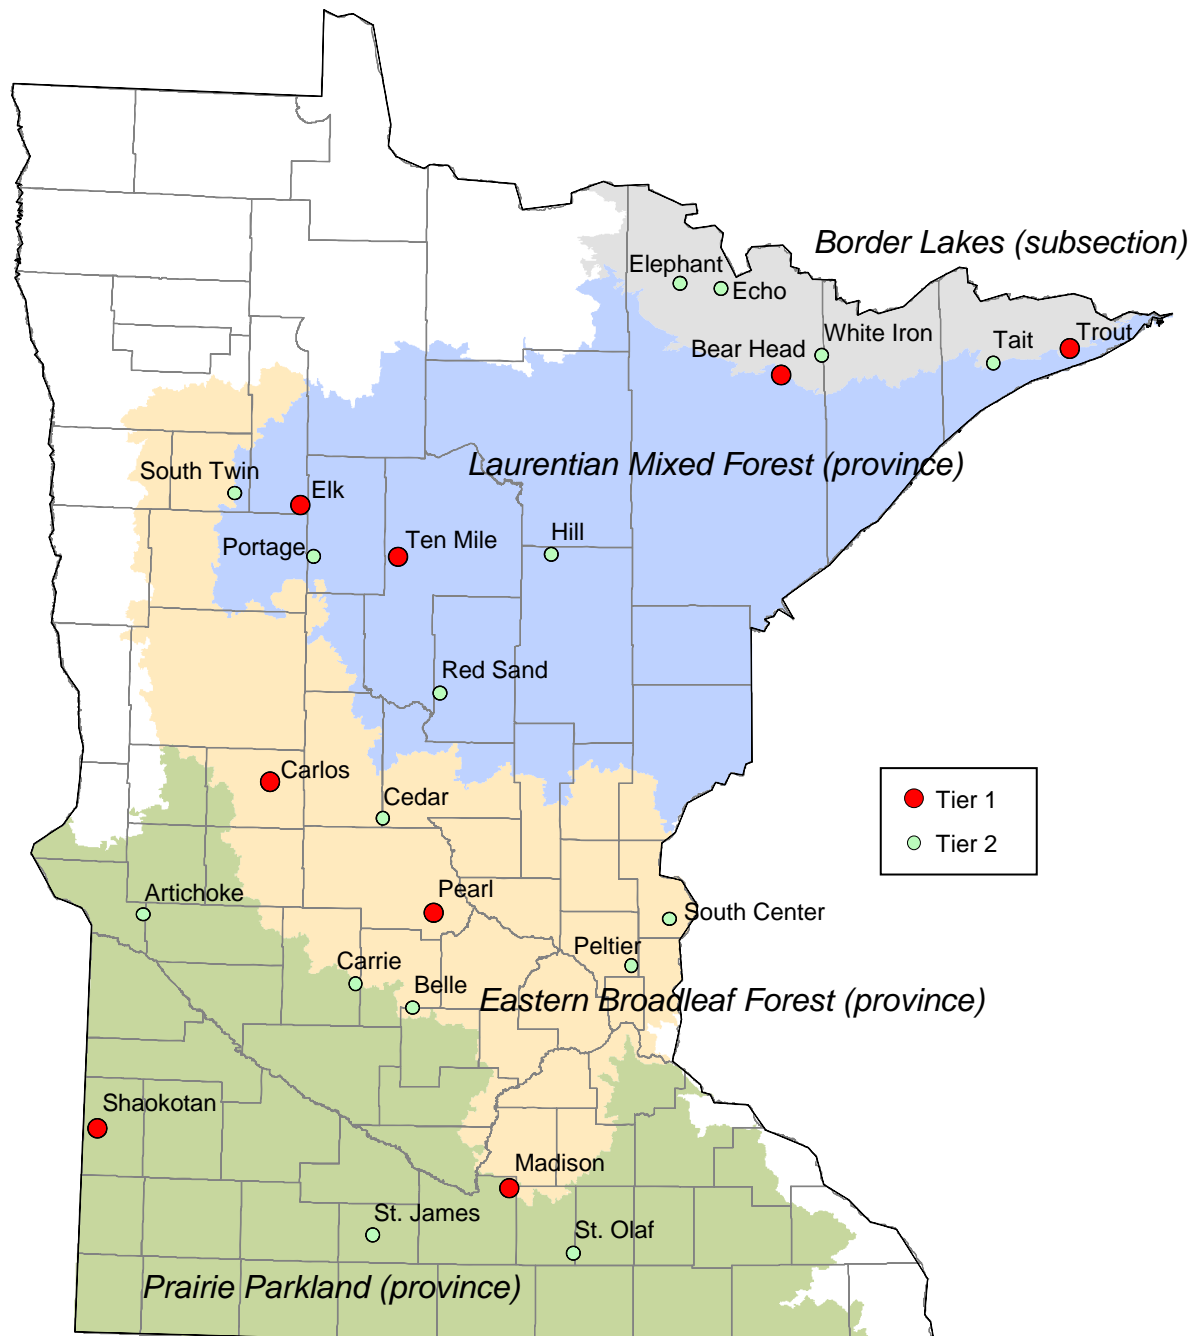 Border Lakes (subsection)
Elephant
Echo
White Iron
Tait
Trout
Bear Head
Laurentian Mixed Forest (province)
South Twin
Elk
Ten Mile
Hill
Portage
Red Sand
Carlos
Cedar
Tier 1
Tier 2
Artichoke
Pearl
South Center
Peltier
Carrie
Belle
Eastern Broadleaf Forest (province)
Shaokotan
Madison
St. James
St. Olaf
Prairie Parkland (province)